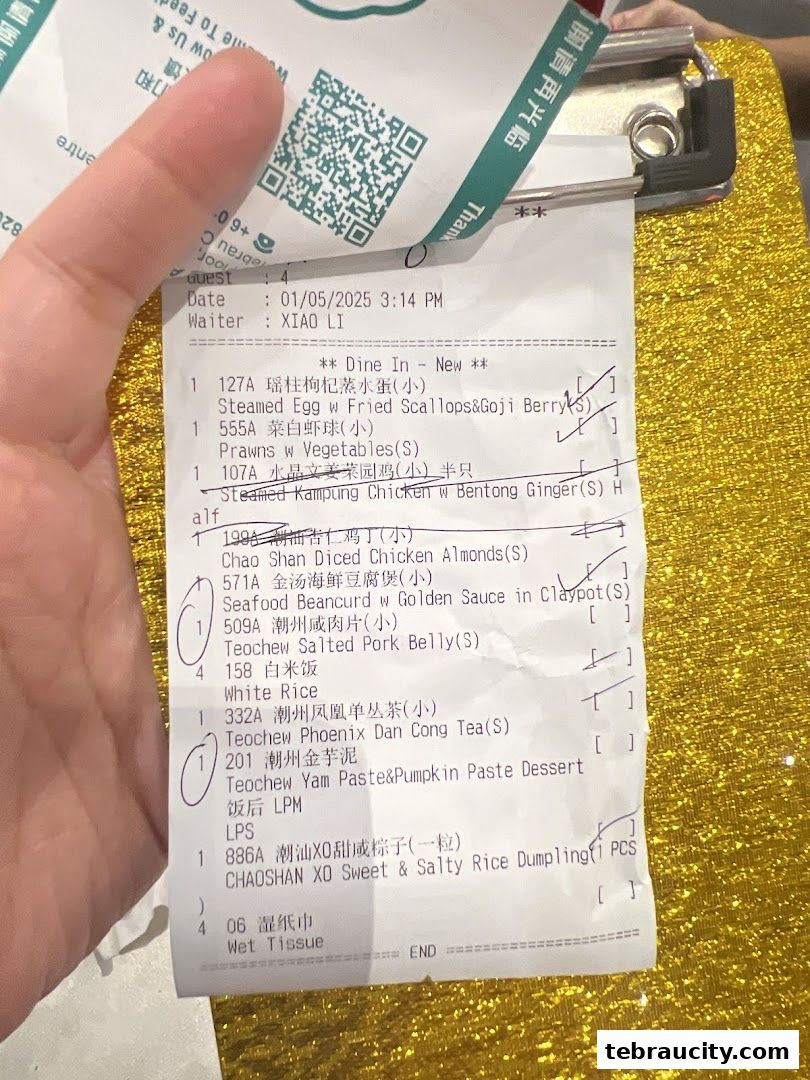 谢谢再兴临
Thank
**
Guest : 4
Date : 01/05/2025 3:14 PM
Waiter : XIAO LI
** Dine In - New **
1 127A 瑶柱枸杞蒸水蛋(小) [ ]
Steamed Egg w Fried Scallops&Goji Berry(S)
1 555A 菜白虾球(小) [ ]
Prawns w Vegetables(S)
1 107A 水晶文姜菜园鸡(小) 半只 [ ]
Steamed Kampung Chicken w Bentong Ginger(S) H
alf
1 199A 潮汕杏仁鸡丁(小) [ ]
Chao Shan Diced Chicken Almonds(S)
1 571A 金汤海鲜豆腐煲(小) [ ]
Seafood Beancurd w Golden Sauce in Claypot(S)
1 509A 潮州咸肉片(小) [ ]
Teochew Salted Pork Belly(S)
4 158 白米饭 [ ]
White Rice
1 332A 潮州凤凰单丛茶(小)
Teochew Phoenix Dan Cong Tea(S)
1 201 潮州金芋泥 [ ]
Teochew Yam Paste&Pumpkin Paste Dessert
饭后 LPM
LPS
1 886A 潮汕XO甜咸粽子(一粒) [ ]
CHAOSHAN XO Sweet & Salty Rice Dumpling(1 PCS
)
4 06 湿纸巾 [ ]
Wet Tissue
END
tebraucity.com